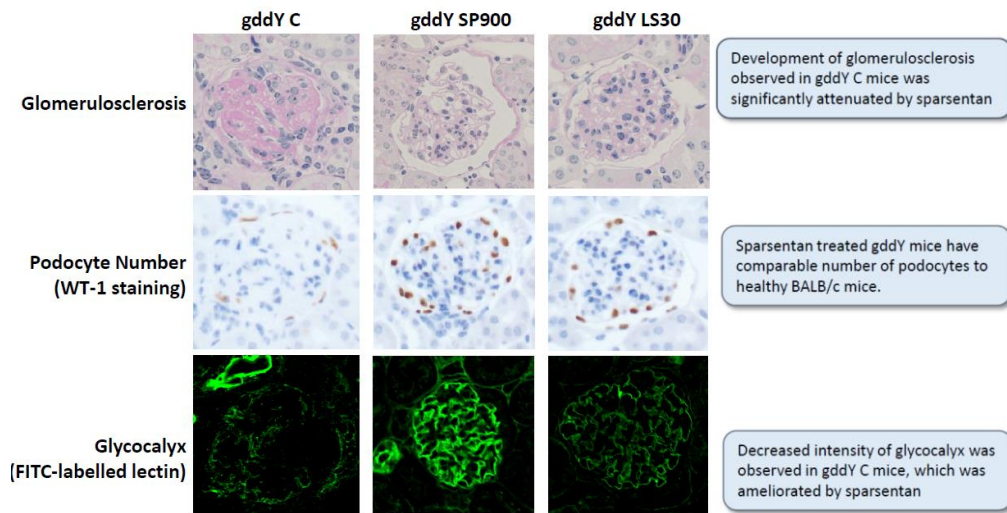 gddY C
gddY SP900
gddY LS30
Glomerulosclerosis
Development of glomerulosclerosis
observed in gddY C mice was
significantly attenuated by sparsentan
Podocyte Number
(WT-1 staining)
Sparsentan treated gddY mice have
comparable number of podocytes to
healthy BALB/c mice.
Glycocalyx
(FITC-labelled lectin)
Decreased intensity of glycocalyx was
observed in gddY C mice, which was
ameliorated by sparsentan